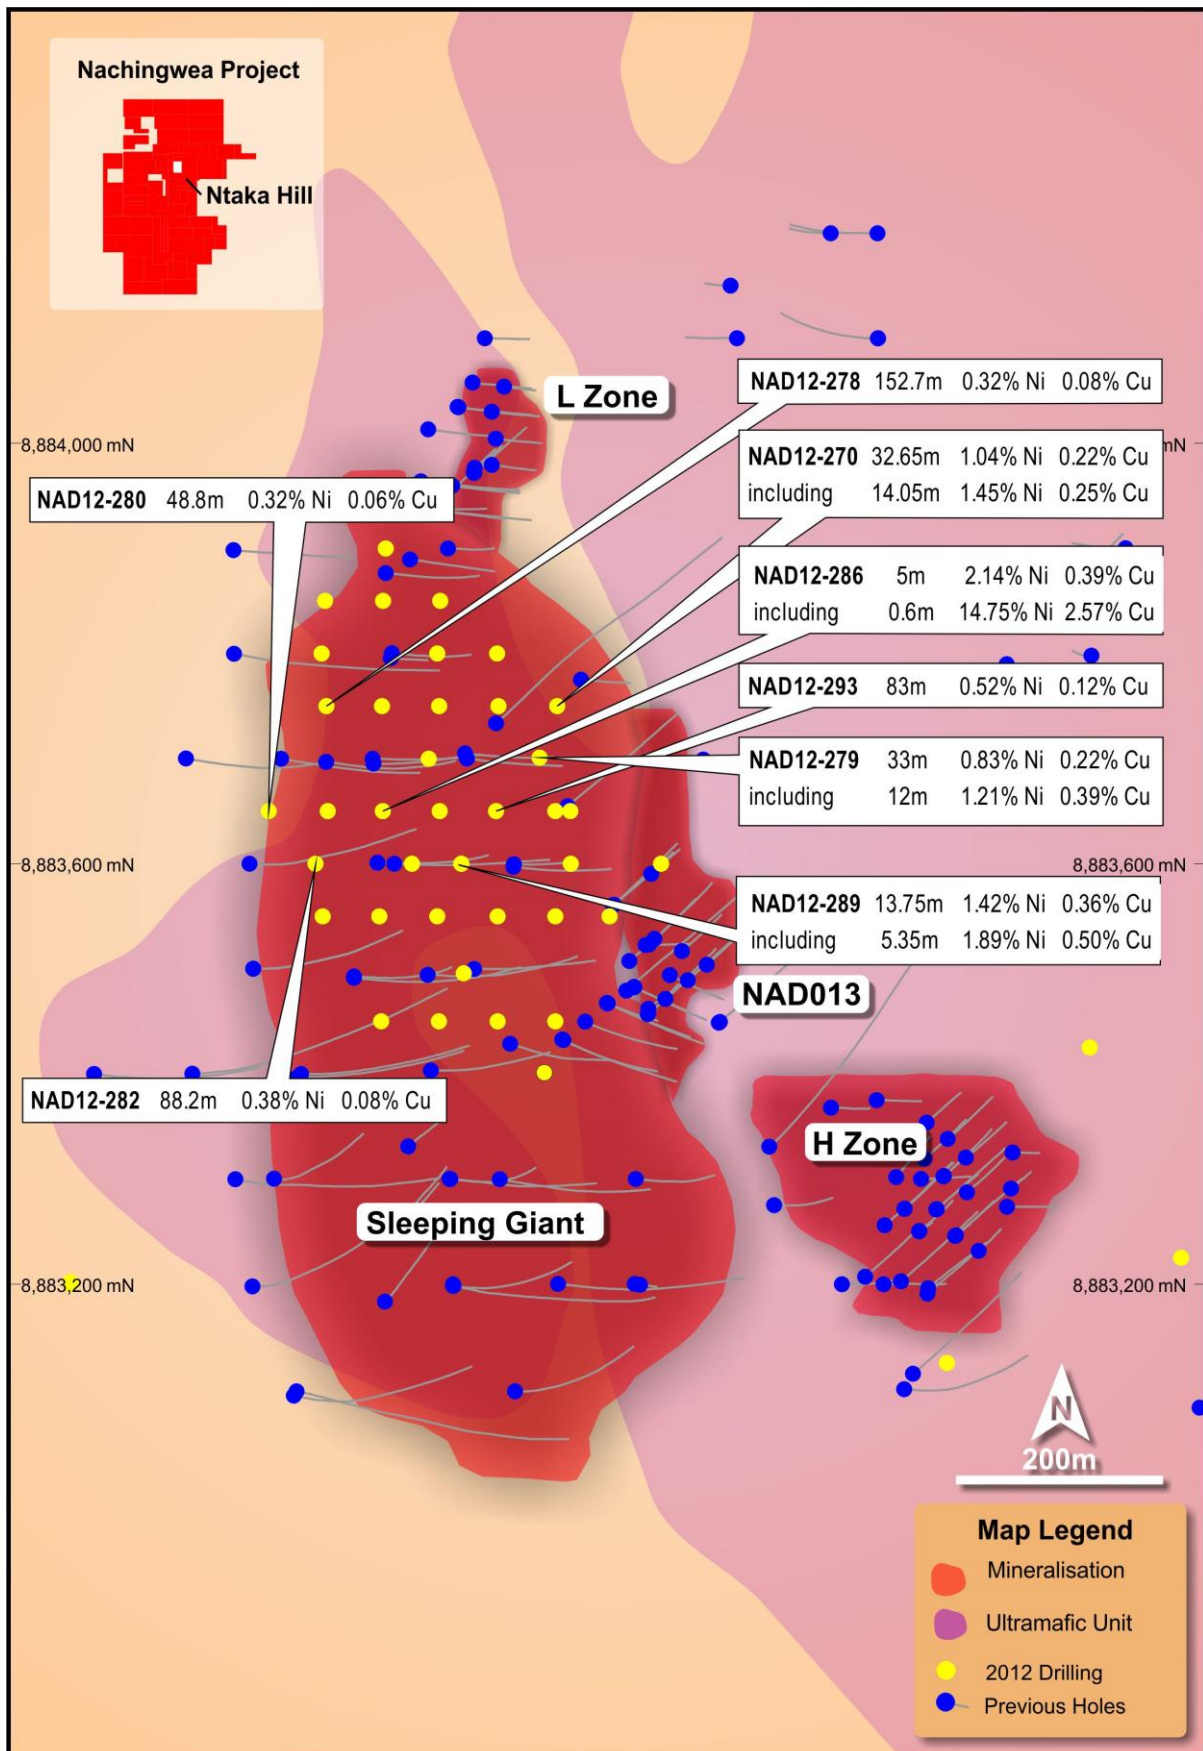 Nachingwea Project
Ntaka Hill
L Zone
NAD12-278 152.7m 0.32% Ni 0.08% Cu
8,884,000 mN
mN
NAD12-270 32.65m 1.04% Ni 0.22% Cu
including 14.05m 1.45% Ni 0.25% Cu
NAD12-280 48.8m 0.32% Ni 0.06% Cu
NAD12-286 5m 2.14% Ni 0.39% Cu
including 0.6m 14.75% Ni 2.57% Cu
NAD12-293 83m 0.52% Ni 0.12% Cu
NAD12-279 33m 0.83% Ni 0.22% Cu
including 12m 1.21% Ni 0.39% Cu
8,883,600 mN
8,883,600 mN
NAD12-289 13.75m 1.42% Ni 0.36% Cu
including 5.35m 1.89% Ni 0.50% Cu
NAD013
NAD12-282 88.2m 0.38% Ni 0.08% Cu
H Zone
Sleeping Giant
8,883,200 mN
8,883,200 mN
N
200m
Map Legend
Mineralisation
Ultramafic Unit
2012 Drilling
Previous Holes